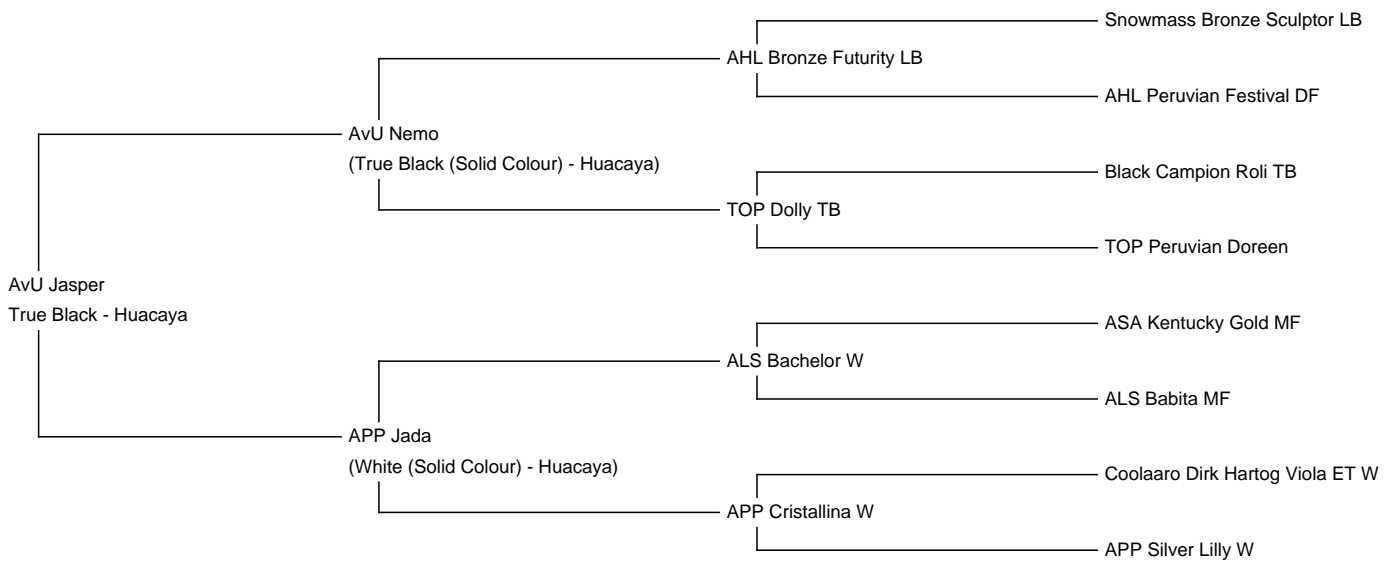 Snowmass Bronze Sculptor LB
AHL Bronze Futurity LB
AHL Peruvian Festival DF
AvU Nemo
(True Black (Solid Colour) - Huacaya)
Black Campion Roli TB
TOP Dolly TB
TOP Peruvian Doreen
AvU Jasper
True Black - Huacaya
ASA Kentucky Gold MF
ALS Bachelor W
ALS Babita MF
APP Jada
(White (Solid Colour) - Huacaya)
Coolaaro Dirk Hartog Viola ET W
APP Cristallina W
APP Silver Lilly W